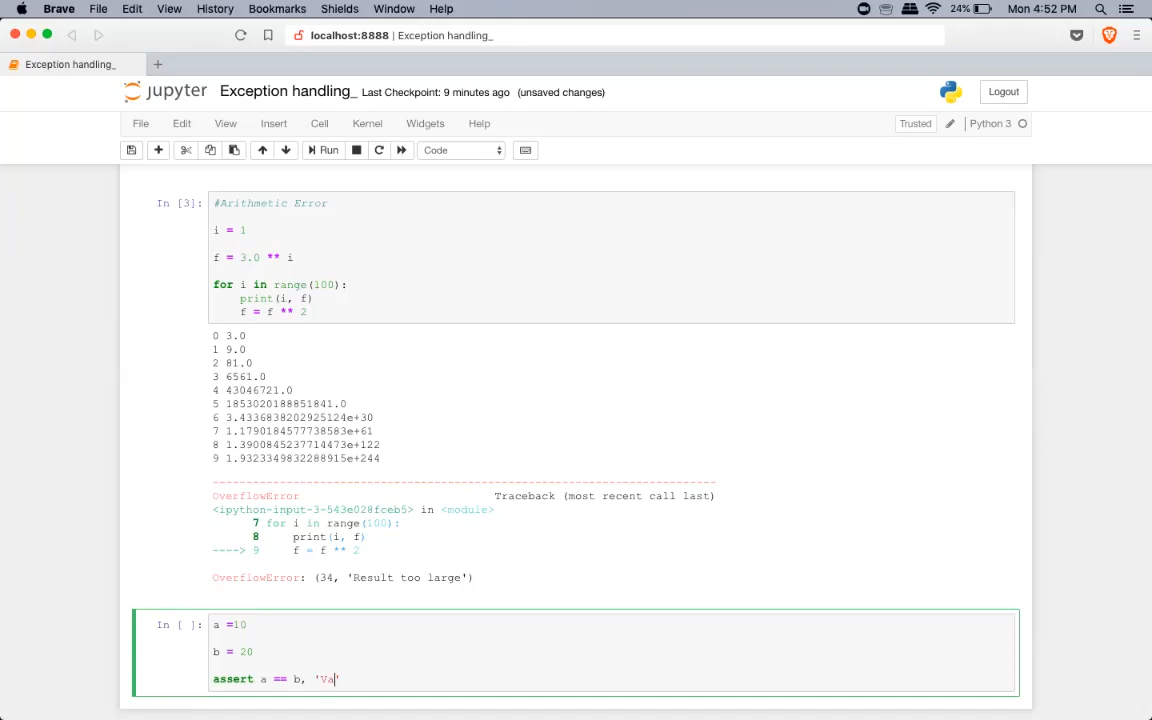 Brave File Edit View History Bookmarks Shields Window Help 24% Mon 4:52 PM
localhost:8888 | Exception handling_
Exception handling_
jupyter Exception handling_ Last Checkpoint: 9 minutes ago (unsaved changes) Logout
File Edit View Insert Cell Kernel Widgets Help Trusted Python 3
Run Code
In [3]: #Arithmetic Error
i = 1
f = 3.0 ** i
for i in range(100):
print(i, f)
f = f ** 2
0 3.0
1 9.0
2 81.0
3 6561.0
4 43046721.0
5 1853020188851841.0
6 3.4336838202925124e+30
7 1.1790184577738583e+61
8 1.3900845237714473e+122
9 1.9323349832288915e+244
---------------------------------------------------------------------------
OverflowError Traceback (most recent call last)
<ipython-input-3-543e028fceb5> in <module>
7 for i in range(100):
8 print(i, f)
----> 9 f = f ** 2
OverflowError: (34, 'Result too large')
In [ ]: a =10
b = 20
assert a == b, 'Va'